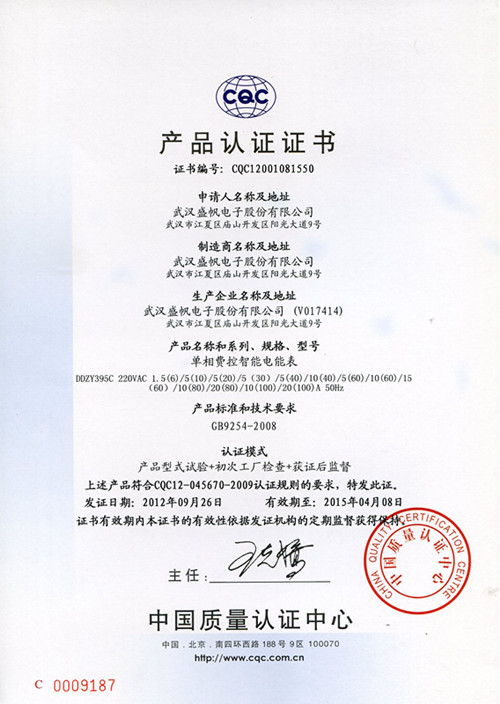 CQC
产品认证证书
证书编号：CQC12001081550
申请人名称及地址
武汉盛帆电子股份有限公司
武汉市江夏区庙山开发区阳光大道9号
制造商名称及地址
武汉盛帆电子股份有限公司
武汉市江夏区庙山开发区阳光大道9号
生产企业名称及地址
武汉盛帆电子股份有限公司 (V017414)
武汉市江夏区庙山开发区阳光大道9号
产品名称和系列、规格、型号
单相费控智能电能表
DDZY395C 220VAC 1.5(6)/5(10)/5(20)/5（30）/5(40)/10(40)/5(60)/10(60)/15
(60）/10(80)/20(80)/10(100)/20(100)A 50Hz
产品标准和技术要求
GB9254-2008
认证模式
产品型式试验+初次工厂检查+获证后监督
上述产品符合CQC12-045670-2009认证规则的要求，特发此证。
发证日期：2012年09月26日 有效期至：2015年04月08日
证书有效期内本证书的有效性依据发证机构的定期监督获得保持。
主任：
CHINA QUALITY CERTIFICATION CENTRE
中国质量认证中心
中国质量认证中心
中国．北京．南四环西路188号9区 100070
http://www.cqc.com.cn
C 0009187